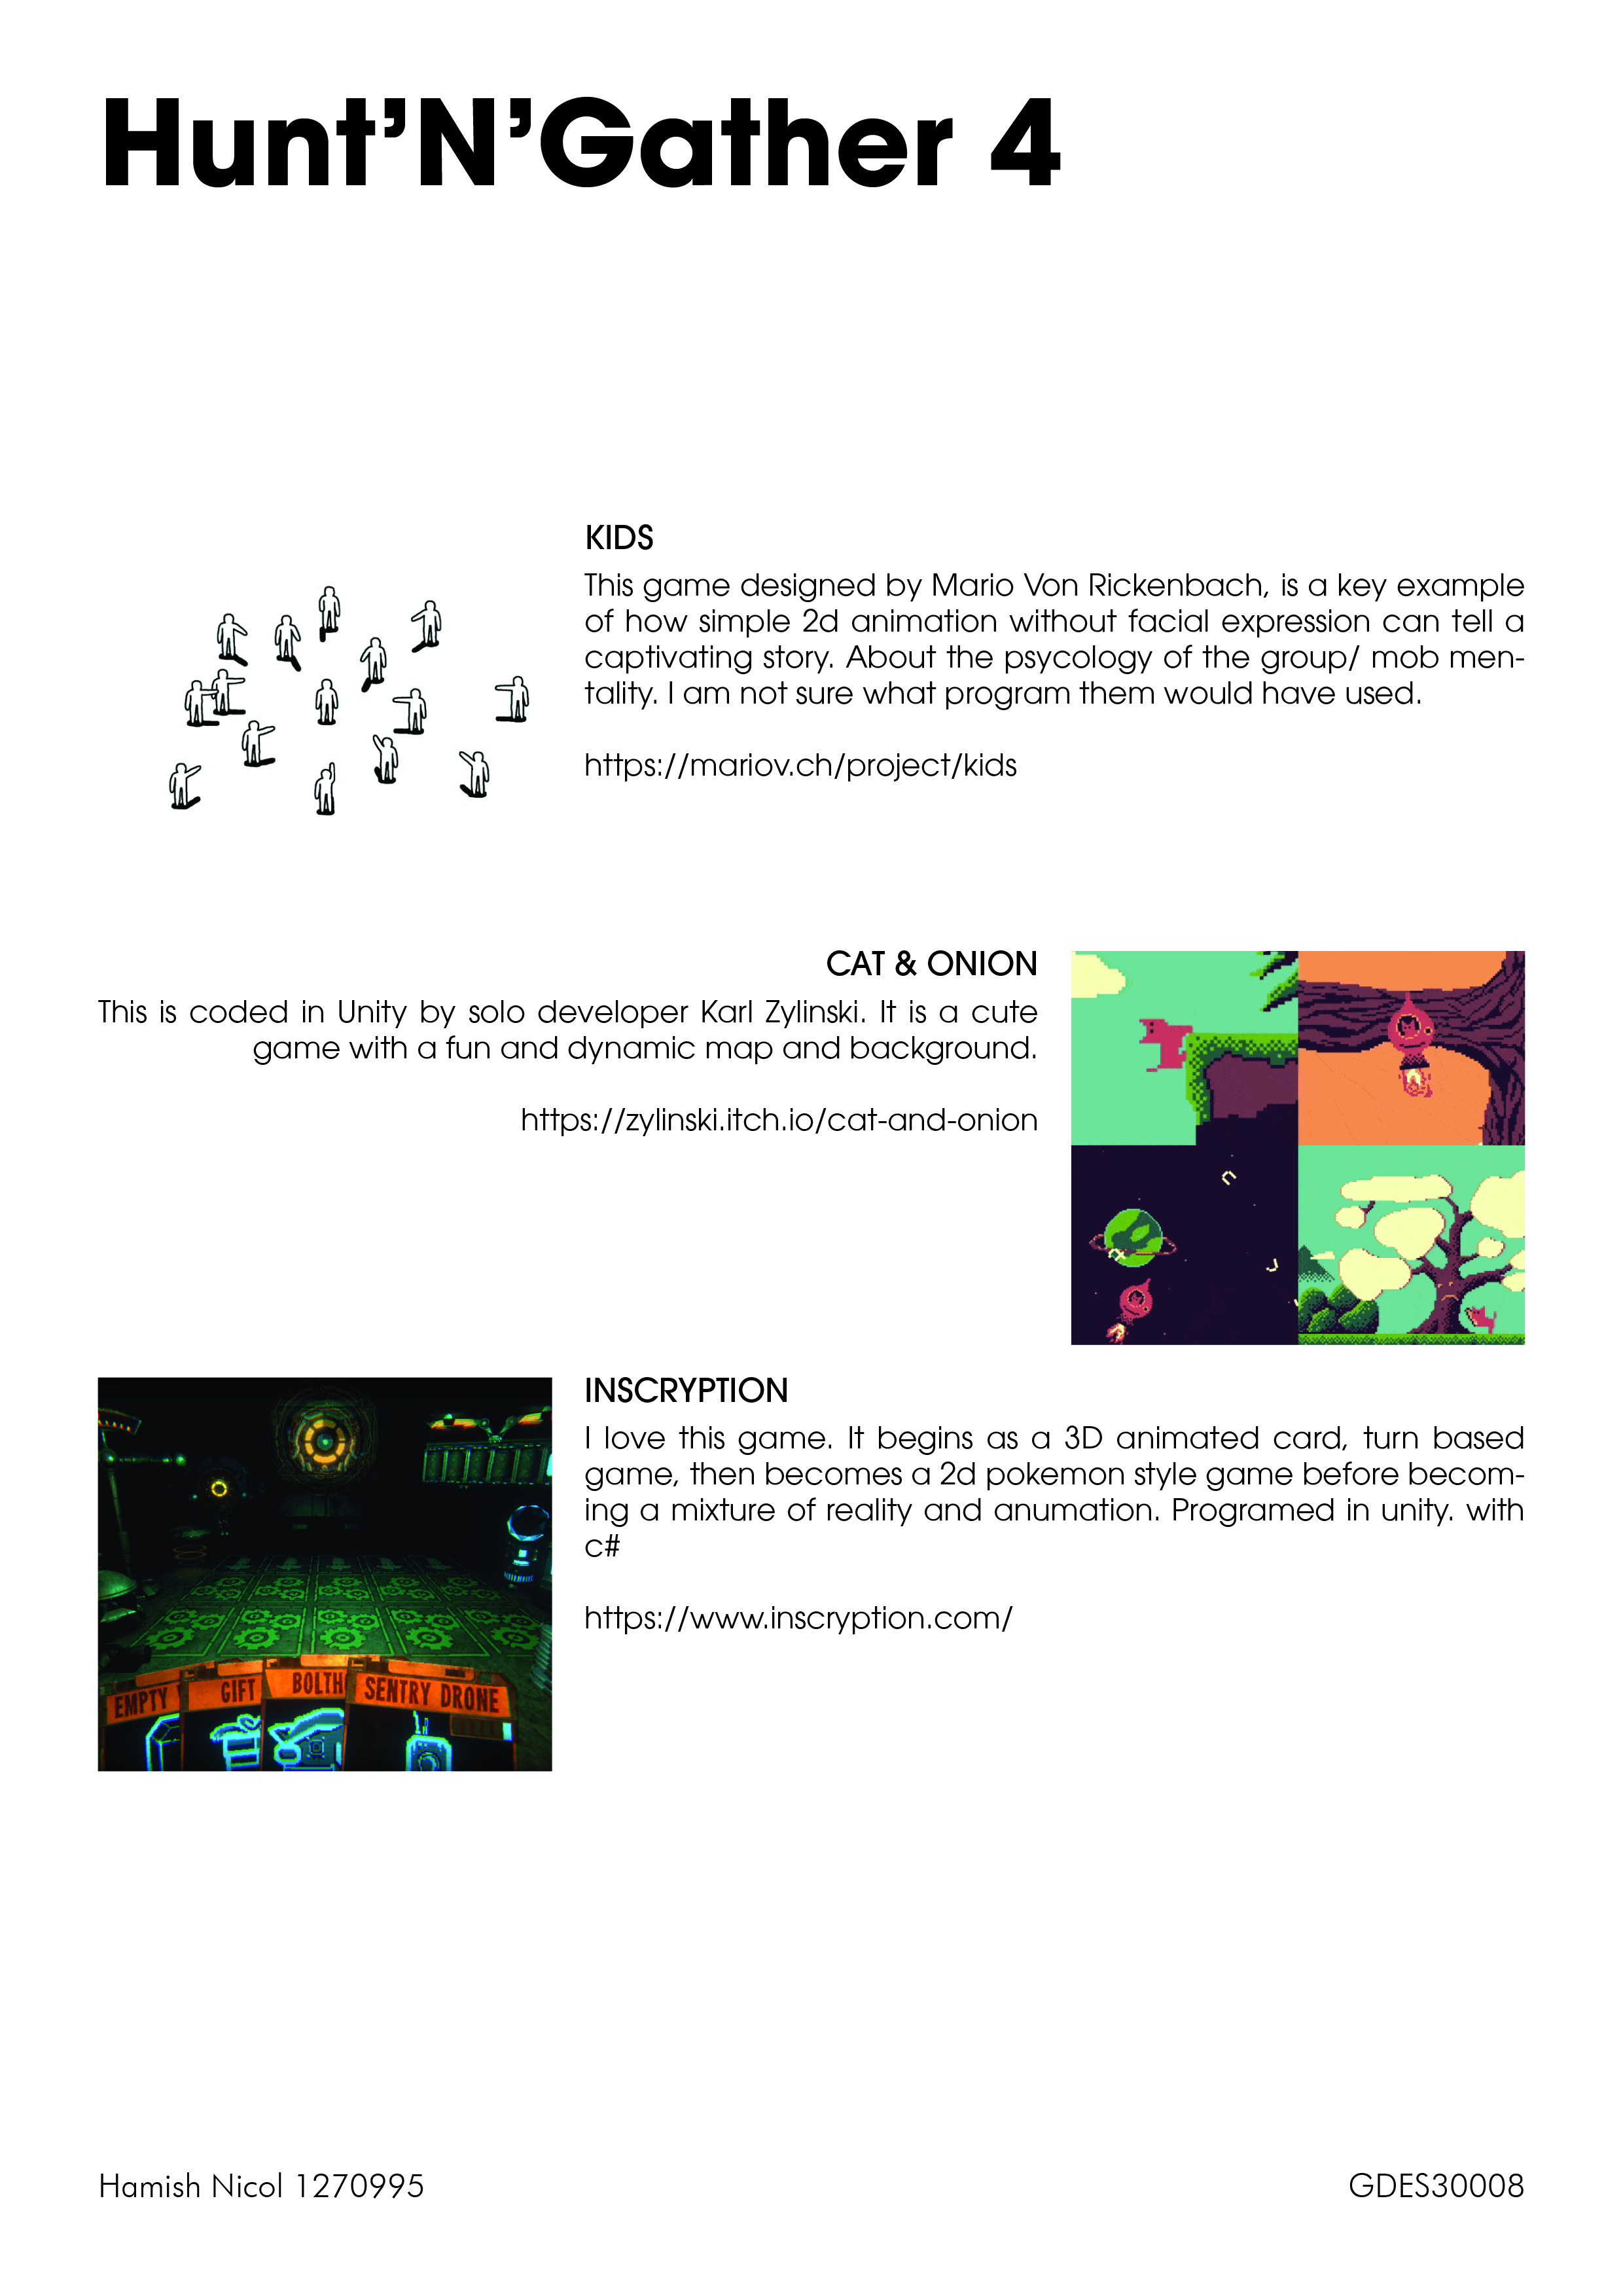 Hunt’N’Gather 4
KIDS
This game designed by Mario Von Rickenbach, is a key example
of how simple 2d animation without facial expression can tell a
captivating story. About the psycology of the group/ mob men-
tality. I am not sure what program them would have used.
https://mariov.ch/project/kids
CAT & ONION
This is coded in Unity by solo developer Karl Zylinski. It is a cute
game with a fun and dynamic map and background.
https://zylinski.itch.io/cat-and-onion
INSCRYPTION
I love this game. It begins as a 3D animated card, turn based
game, then becomes a 2d pokemon style game before becom-
ing a mixture of reality and anumation. Programed in unity. with
c#
https://www.inscryption.com/
EMPTY GIFT BOLTH SENTRY DRONE
Hamish Nicol 1270995
GDES30008